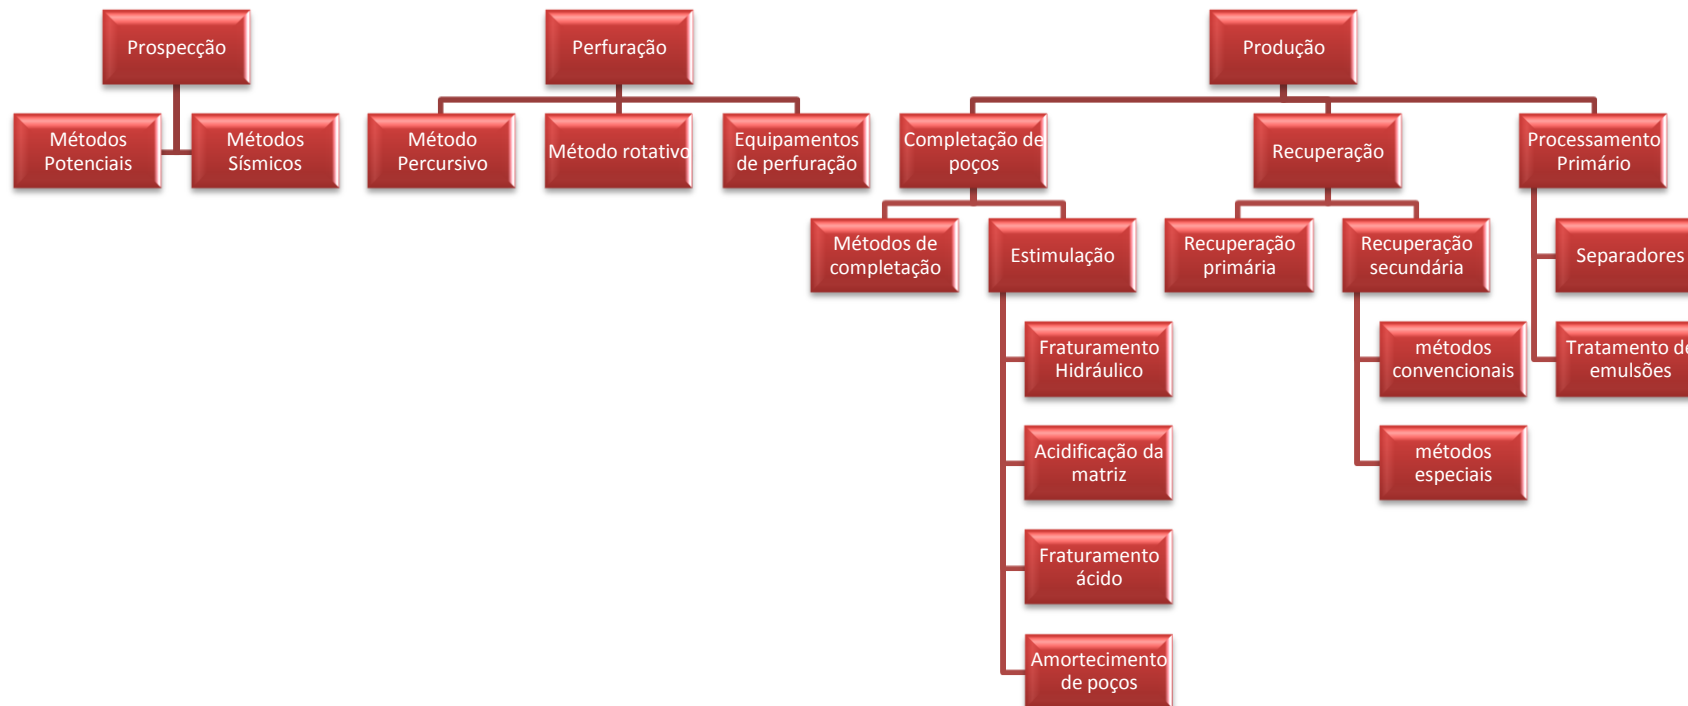 Prospecção
Perfuração
Produção
Métodos
Potenciais
Métodos
Sísmicos
Método
Percursivo
Método rotativo
Equipamentos
de perfuração
Completação de
poços
Recuperação
Processamento
Primário
Métodos de
completação
Estimulação
Recuperação
primária
Recuperação
secundária
Separadores
Fraturamento
Hidráulico
métodos
convencionais
Tratamento de
emulsões
Acidificação da
matriz
métodos
especiais
Fraturamento
ácido
Amortecimento
de poços